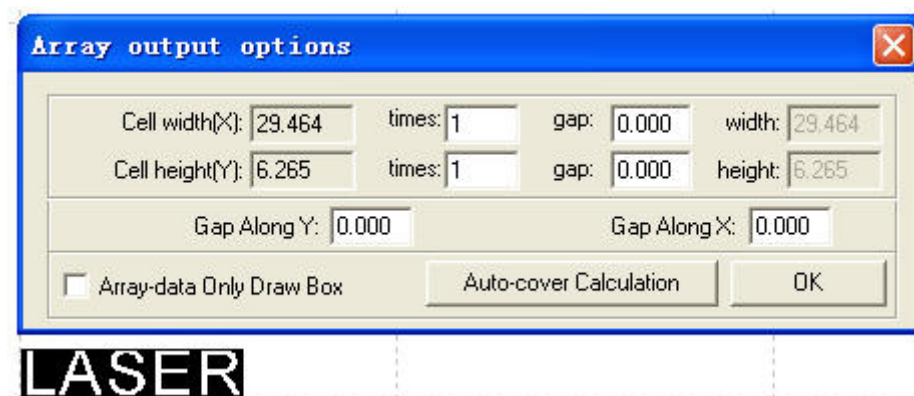 Array output options
Cell width(X): 29.464 times: 1 gap: 0.000 width: 29.464
Cell height(Y): 6.265 times: 1 gap: 0.000 height: 6.265
Gap Along Y: 0.000 Gap Along X: 0.000
Array-data Only Draw Box Auto-cover Calculation OK
LASER